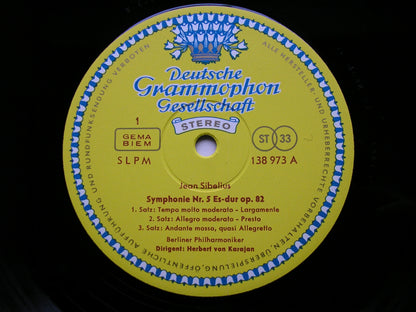 Deutsche
Grammophon
Gesellschaft
STEREO
1
GEMA
BIEM
ST 33
SLPM
138 973 A
Jean Sibelius
Symphonie Nr. 5 Es-dur op. 82
1. Satz: Tempo molto moderato - Largamente
2. Satz: Allegro moderato - Presto
3. Satz: Andante mosso, quasi Allegretto
Berliner Philharmoniker
Dirigent: Herbert von Karajan
ALLE HERSTELLER- UND URHEBERRECHTE VORBEHALTEN
ÜBERSPIELUNG, ÖFFENTLICHE AUFFÜHRUNG UND RUNDFUNKSENDUNG VERBOTEN